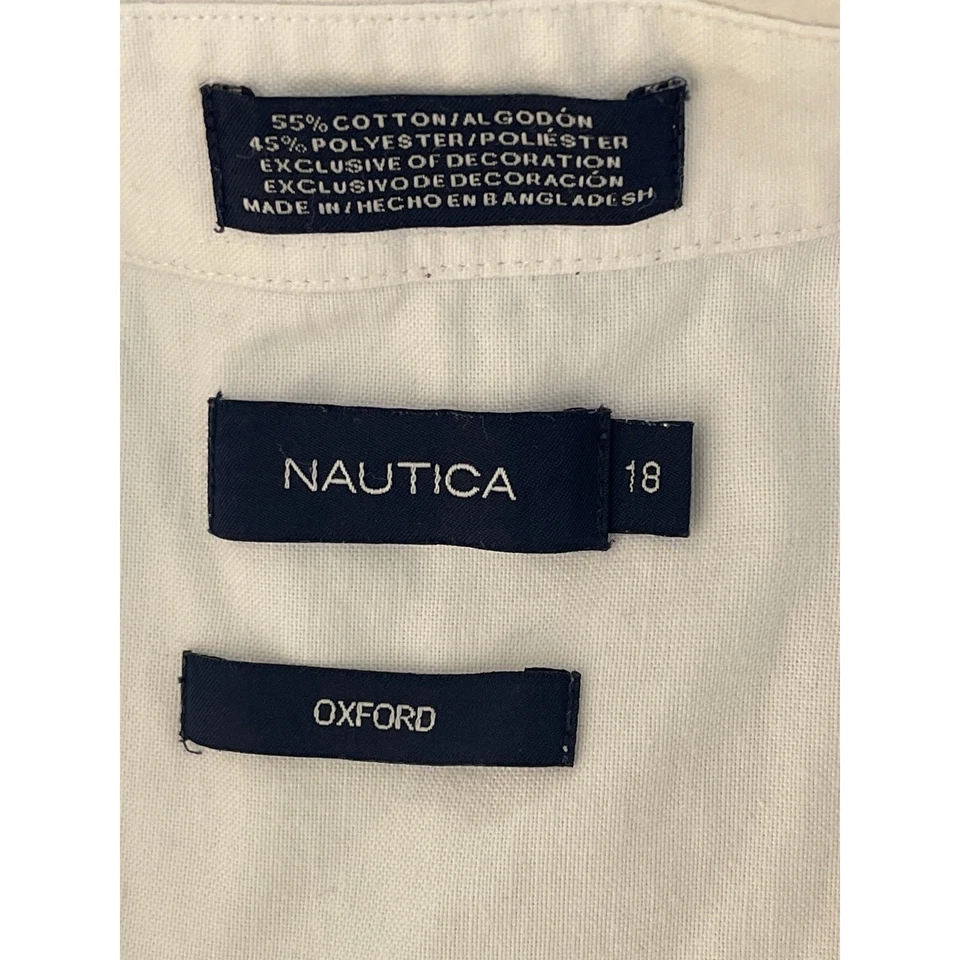 55% COTTON/ALGODÓN
45% POLYESTER/POLIÉSTER
EXCLUSIVE OF DECORATION
EXCLUSIVO DE DECORACIÓN
MADE IN/HECHO EN BANGLADESH
NAUTICA 18
OXFORD